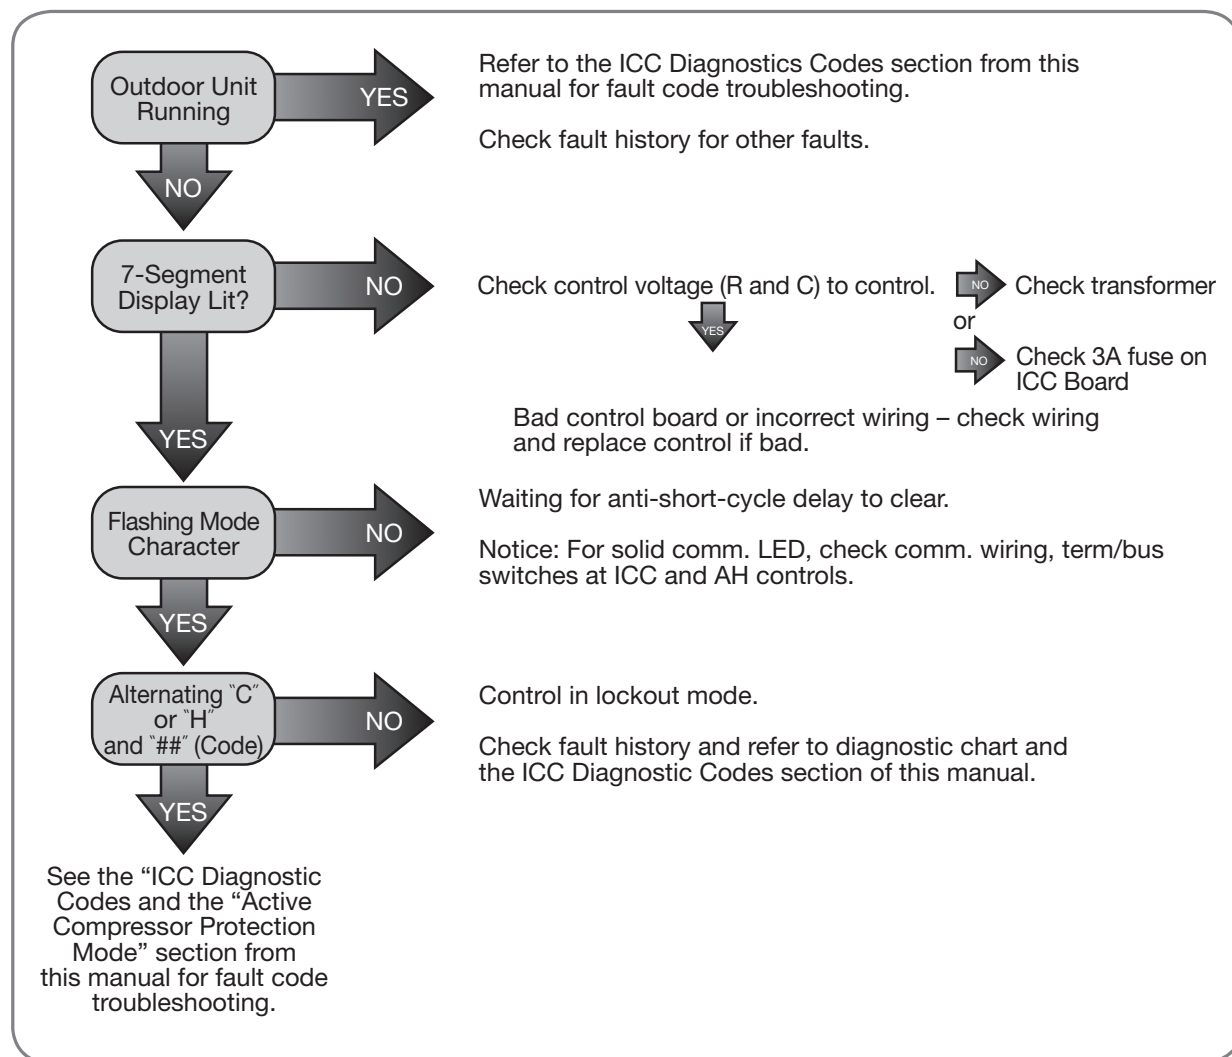 Outdoor Unit
Running
YES
Refer to the ICC Diagnostics Codes section from this
manual for fault code troubleshooting.
Check fault history for other faults.
NO
7-Segment
Display Lit?
NO
Check control voltage (R and C) to control.
NO
Check transformer
or
YES
NO
Check 3A fuse on
ICC Board
Bad control board or incorrect wiring – check wiring
and replace control if bad.
YES
Flashing Mode
Character
NO
Waiting for anti-short-cycle delay to clear.
Notice: For solid comm. LED, check comm. wiring, term/bus
switches at ICC and AH controls.
YES
Alternating "C"
or "H"
and "##" (Code)
NO
Control in lockout mode.
Check fault history and refer to diagnostic chart and
the ICC Diagnostic Codes section of this manual.
YES
See the “ICC Diagnostic
Codes and the “Active
Compressor Protection
Mode” section from
this manual for fault code
troubleshooting.